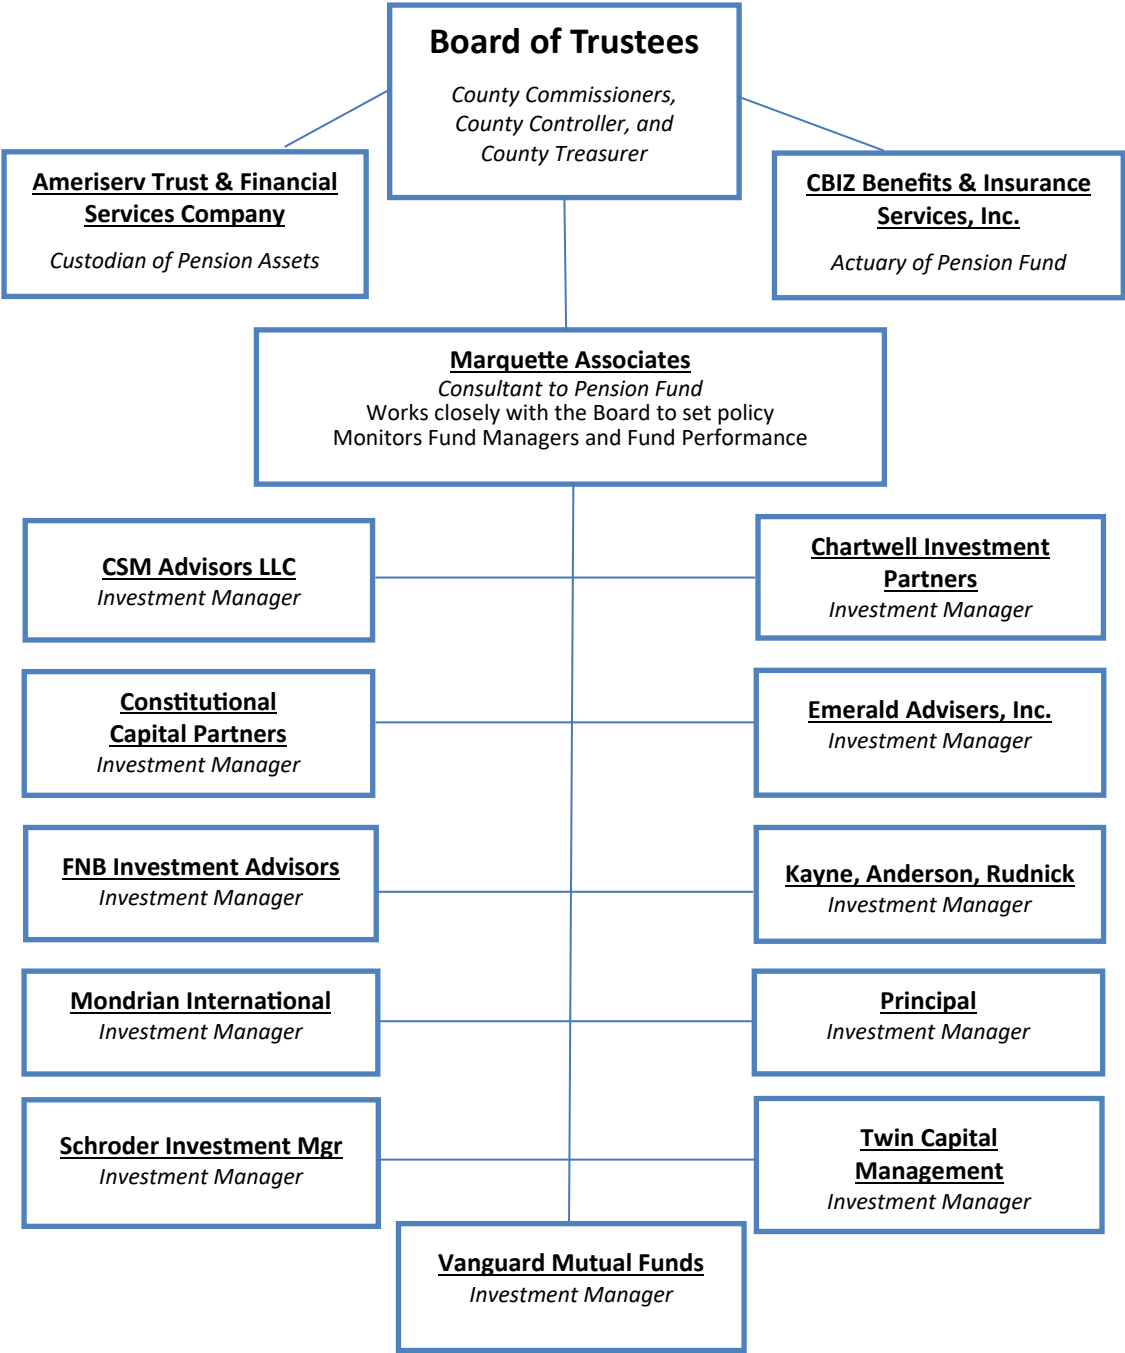 Board of Trustees
County Commissioners,
County Controller, and
County Treasurer
Ameriserv Trust & Financial
Services Company
Custodian of Pension Assets
CBIZ Benefits & Insurance
Services, Inc.
Actuary of Pension Fund
Marquette Associates
Consultant to Pension Fund
Works closely with the Board to set policy
Monitors Fund Managers and Fund Performance
CSM Advisors LLC
Investment Manager
Chartwell Investment
Partners
Investment Manager
Constitutional
Capital Partners
Investment Manager
Emerald Advisers, Inc.
Investment Manager
FNB Investment Advisors
Investment Manager
Kayne, Anderson, Rudnick
Investment Manager
Mondrian International
Investment Manager
Principal
Investment Manager
Schroder Investment Mgr
Investment Manager
Twin Capital
Management
Investment Manager
Vanguard Mutual Funds
Investment Manager